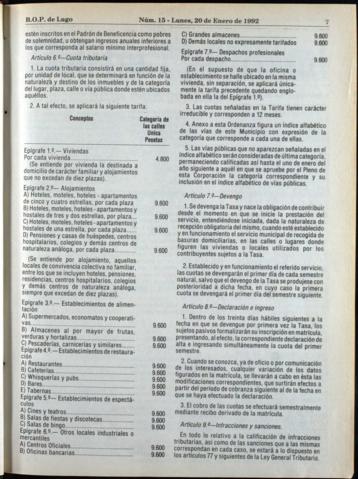 B.O.P. de Lugo Núm. 15 - Lunes, 20 de Enero de 1992 7
estén inscritos en el Padrón de Beneficencia como pobres
de solemnidad, u obtengan ingresos anuales inferiores a
los que corresponda al salario mínimo interprofesional.
Artículo 6.º—Cuota tributaria
1. La cuota tributaria consistirá en una cantidad fija,
por unidad de local, que se determinará en función de la
naturaleza y destino de los inmuebles y de la categoría
del lugar, plaza, calle o vía pública donde estén ubicados
aquéllos.
2. A tal efecto, se aplicará la siguiente tarifa.
Conceptos Categoría de
las calles
Unica
Pesetas
Epígrafe 1.º— Viviendas
Por cada vivienda 4.800
(Se entiende por vivienda la destinada a
domicilio de carácter familiar y alojamientos
que no excedan de diez plazas).
Epígrafe 2.º— Alojamientos
A) Hoteles, moteles, hoteles - apartamentos
de cinco y cuatro estrellas, por cada plaza 9.600
B) Hoteles, moteles, hoteles - apartamentos y
hostales de tres y dos estrellas, por plaza 9.600
C) Hoteles, moteles, hoteles - apartamentos y
hostales de una estrella, por cada plaza 9.600
D) Pensiones y casas de huéspedes, centros
hospitalarios, colegios y demás centros de
naturaleza análoga, por cada plaza 9.600
(Se entiende por alojamiento, aquellos
locales de convivencia colectiva no familiar,
entre los que se incluyen hoteles, pensiones,
residencias, centros hospitalarios, colegios
y demás centros de naturaleza análoga,
siempre que excedan de diez plazas).
Epígrafe 3.º— Establecimientos de alimen-
tación
A) Supermercados, economatos y cooperati-
vas 9.600
B) Almacenes al por mayor de frutas,
verduras y hortalizas 9.600
C) Pescaderías, carnicerías y similares 9.600
Epígrafe 4.º— Establecimientos de restaura-
ción
A) Restaurantes 9.600
B) Cafeterías 9.600
C) Whisquerías y pubs 9.600
D) Bares 9.600
E) Tabernas 9.600
Epígrafe 5.º— Establecimientos de espectá-
culos
A) Cines y teatros 9.600
B) Salas de fiestas y discotecas 9.600
C) Salas de bingo 9.600
Epígrafe 6.º— Otros locales industriales o
mercantiles
A) Centros Oficiales 9.600
B) Oficinas bancarias 9.600
C) Grandes almacenes 9.600
D) Demás locales no expresamente tarifados 9.600
Epígrafe 7.º— Despachos profesionales
Por cada despacho 9.600
(En el supuesto de que la oficina o
establecimiento se halle ubicado en la misma
vivienda, sin separación, se aplicará única-
mente la tarifa precedente quedando englo-
bada en ella la del Epígrafe 1.º).
3. Las cuotas señaladas en la Tarifa tienen carácter
irreducible y corresponden a 12 meses.
4. Anexo a esta Ordenanza figura un índice alfabético
de las vías de este Municipio con expresión de la
categoría que corresponde a cada una de ellas.
5. Las vías públicas que no aparezcan señaladas en el
índice alfabético serán consideradas de última categoría,
permaneciendo calificadas así hasta el uno de enero del
año siguiente a aquél en que se apruebe por el Pleno de
esta Corporación la categoría correspondiente y su
inclusión en el índice alfabético de vías públicas.
Artículo 7.º—Devengo
1. Se devenga la Tasa y nace la obligación de contribuir
desde el momento en que se inicie la prestación del
servicio, entendiéndose iniciada, dada la naturaleza de
recepción obligatoria del mismo, cuando esté establecido
y en funcionamiento el servicio municipal de recogida de
basuras domiciliarias, en las calles o lugares donde
figuren las viviendas o locales utilizados por los
contribuyentes sujetos a la Tasa.
2. Establecido y en funcionamiento el referido servicio,
las cuotas se devengarán el primer día de cada semestre
natural, salvo que el devengo de la Tasa se produjese con
posterioridad a dicha fecha, en cuyo caso la primera
cuota se devengará el primer día del semestre siguiente.
Artículo 8.º—Declaración e ingreso
1. Dentro de los treinta días hábiles siguientes a la
fecha en que se devengue por primera vez la Tasa, los
sujetos pasivos formalizarán su inscripción en matrícula,
presentando, al efecto, la correspondiente declaración de
alta e ingresando simultáneamente la cuota del primer
semestre.
2. Cuando se conozca, ya de oficio o por comunicación
de los interesados, cualquier variación de los datos
figurados en la matrícula, se llevarán a cabo en ésta las
modificaciones correspondientes, que surtirán efectos a
partir del período de cobranza siguiente al de la fecha en
que se haya efectuado la declaración.
3. El cobro de las cuotas se efectuará semestralmente
mediante recibo derivado de la matrícula.
Artículo 9.º—Infracciones y sanciones.
En todo lo relativo a la calificación de infracciones
tributarias, así como de las sanciones que a las mismas
correspondan en cada caso, se estará a lo dispuesto en
los artículos 77 y siguientes de la Ley General Tributaria.